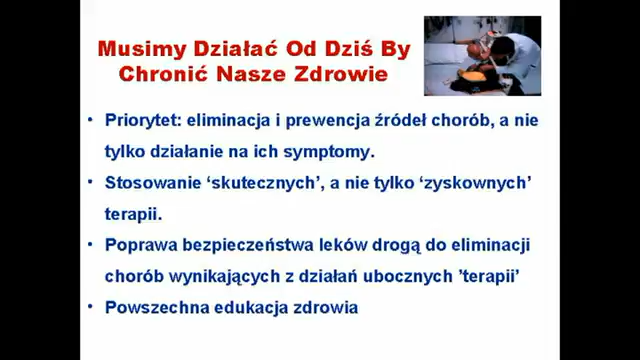 Musimy Działać Od Dziś By
Chronić Nasze Zdrowie
• Priorytet: eliminacja i prewencja źródeł chorób, a nie
tylko działanie na ich symptomy.
• Stosowanie ‘skutecznych’, a nie tylko ‘zyskownych’
terapii.
• Poprawa bezpieczeństwa leków drogą do eliminacji
chorób wynikających z działań ubocznych ’terapii’
• Powszechna edukacja zdrowia